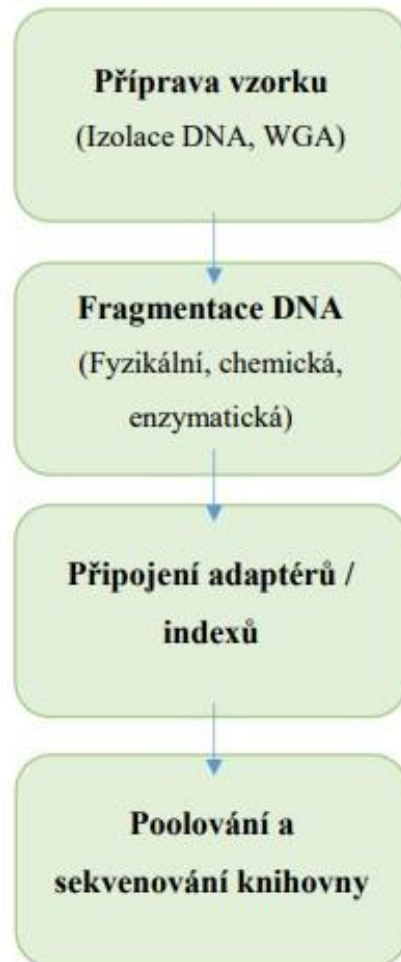 Příprava vzorku
(Izolace DNA, WGA)
Fragmentace DNA
(Fyzikální, chemická,
enzymatická)
Připojení adaptérů /
indexů
Poolování a
sekvenování knihovny